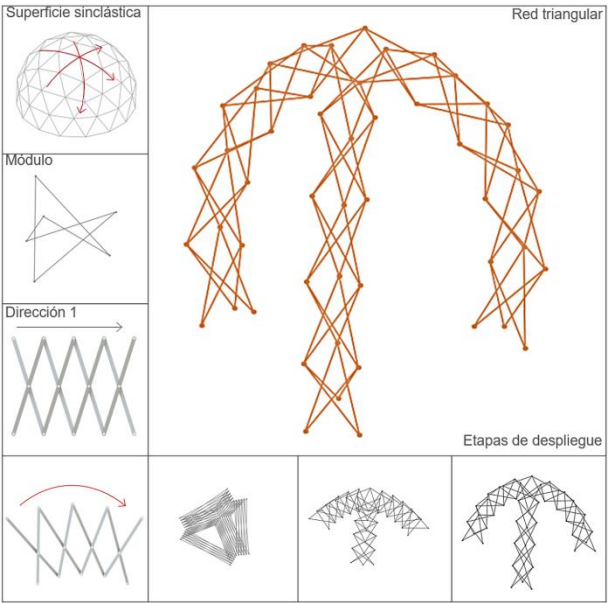 Superficie sinclástica
Red triangular
Módulo
Dirección 1
Etapas de despliegue